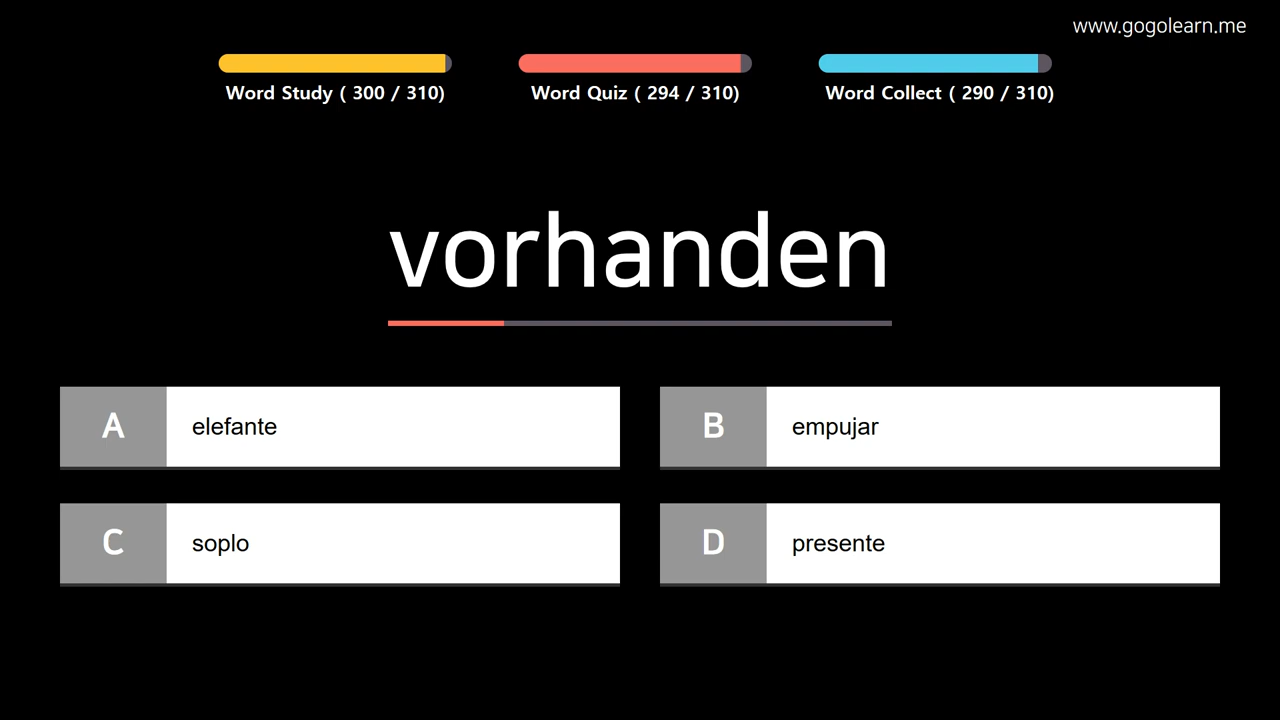 www.gogolearn.me
Word Study ( 300 / 310)
Word Quiz ( 294 / 310)
Word Collect ( 290 / 310)
vorhanden
A elefante
B empujar
C soplo
D presente